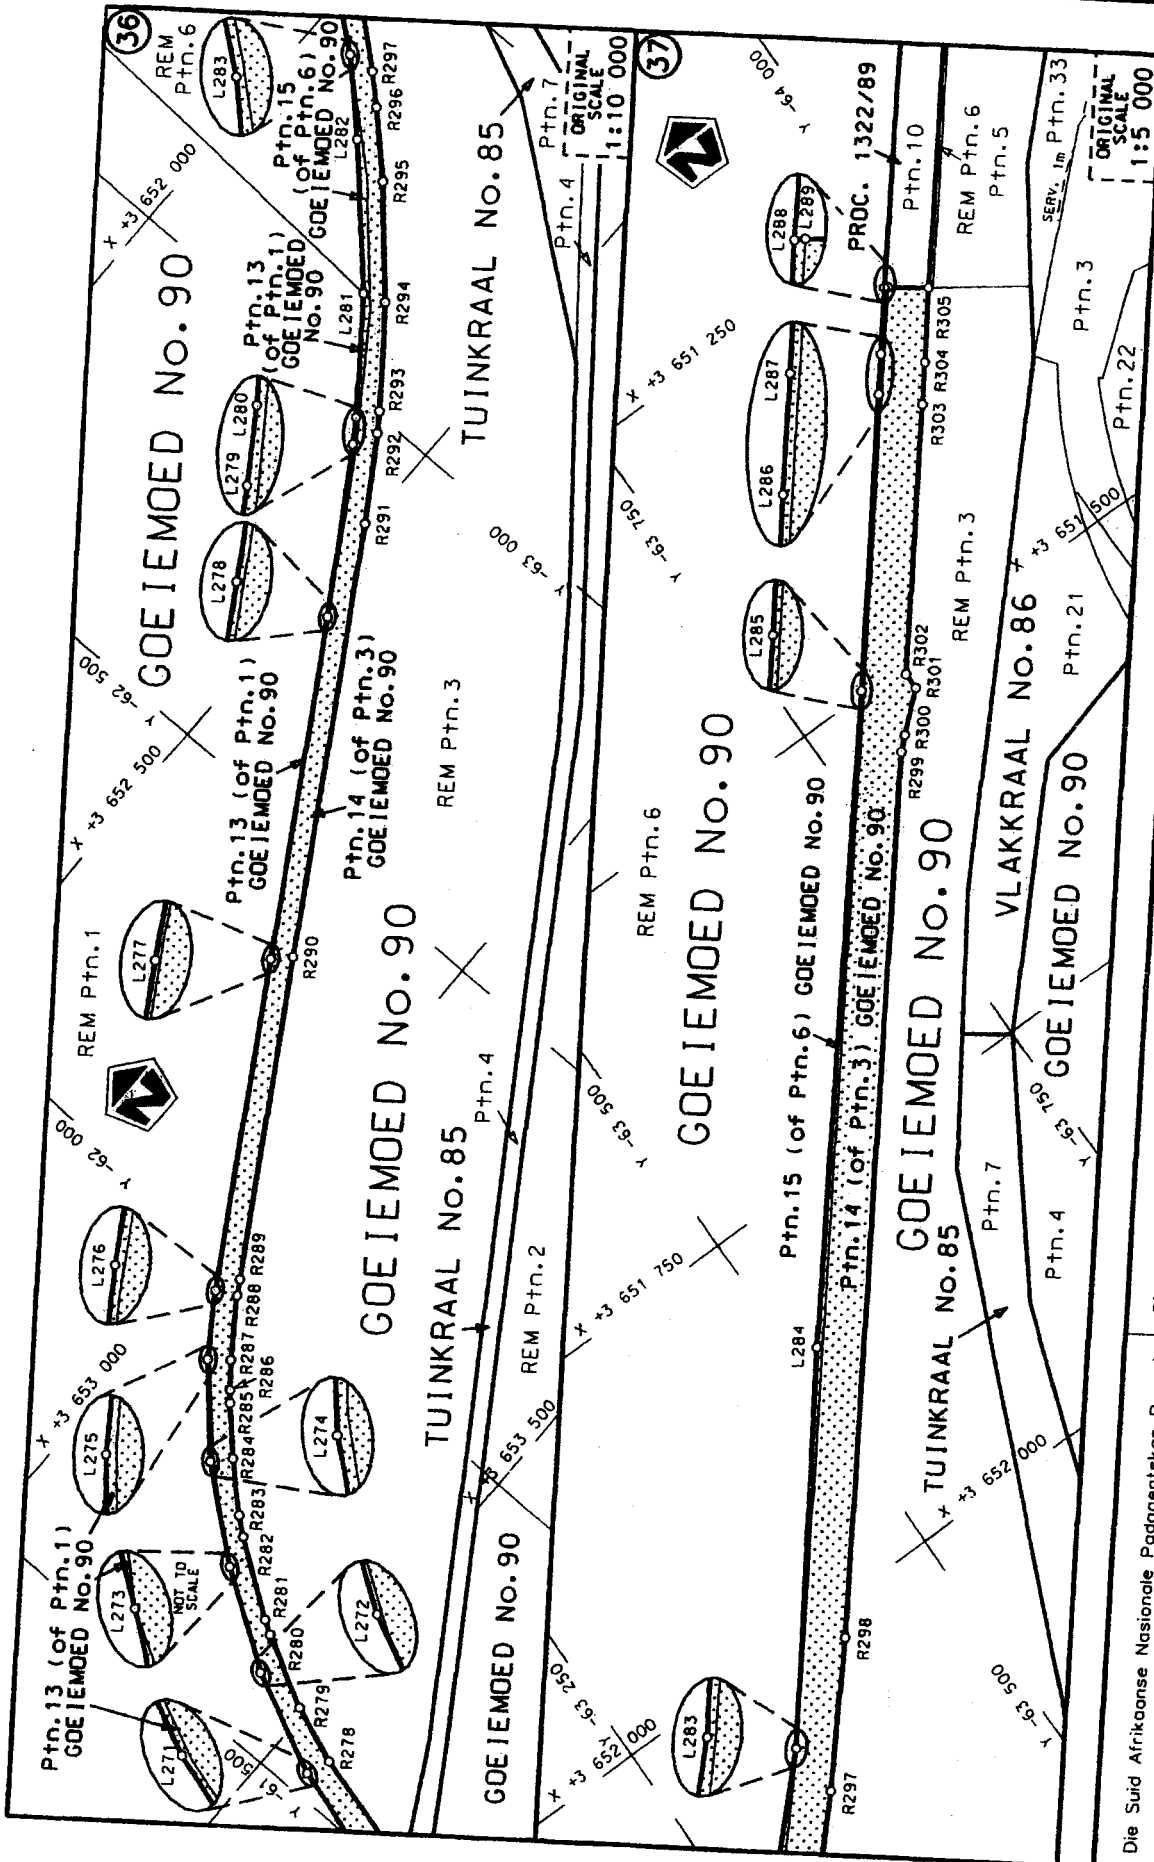 36
REM Ptn.1
REM
Ptn.6
GOEIEMOED No.90
GOEIEMOED No.90
Ptn.13 (of Ptn.1)
GOEIEMOED No.90
Ptn.13 (of Ptn.1)
GOEIEMOED No.90
Ptn.13
(of Ptn.1)
GOEIEMOED
No.90
Ptn.15
(of Ptn.6)
GOEIEMOED No.90
Ptn.14 (of Ptn.3)
GOEIEMOED No.90
REM Ptn.3
TUINKRAAL No.85
TUINKRAAL No.85
Ptn.4
REM Ptn.2
GOEIEMOED No.90
Ptn.4
Ptn.7
ORIGINAL
SCALE
1:10 000
NOT TO
SCALE
L271
L272
L273
L274
L275
L276
L277
L278
L279
L280
L281
L282
L283
R278
R279
R280
R281
R282
R283
R284
R285
R286
R287
R288
R289
R290
R291
R292
R293
R294
R295
R296
R297
Y -61 500
X +3 653 000
Y -62 000
X +3 652 500
Y -62 500
X +3 652 000
X +3 653 500
Y -63 000
37
REM Ptn.6
GOEIEMOED No.90
Ptn.15 (of Ptn.6) GOEIEMOED No.90
Ptn.14 (of Ptn.3) GOEIEMOED No.90
GOEIEMOED No.90
TUINKRAAL No.85
Ptn.7
Ptn.4
VLAKKRAAL No.86
GOEIEMOED No.90
REM Ptn.3
Ptn.21
Ptn.22
Ptn.3
PROC. 1322/89
Ptn.10
REM Ptn.6
Ptn.5
SERV. 1m Ptn.33
ORIGINAL
SCALE
1:5 000
L283
L284
L285
L286
L287
L288
L289
R297
R298
R299
R300
R301
R302
R303
R304
R305
Y -63 250
X +3 652 000
Y -63 500
X +3 651 750
Y -63 750
X +3 651 250
Y -64 000
Y -63 500
X +3 652 000
Y -63 750
X +3 651 500
Die Suid Afrikaanse Nasionale Padagentskap